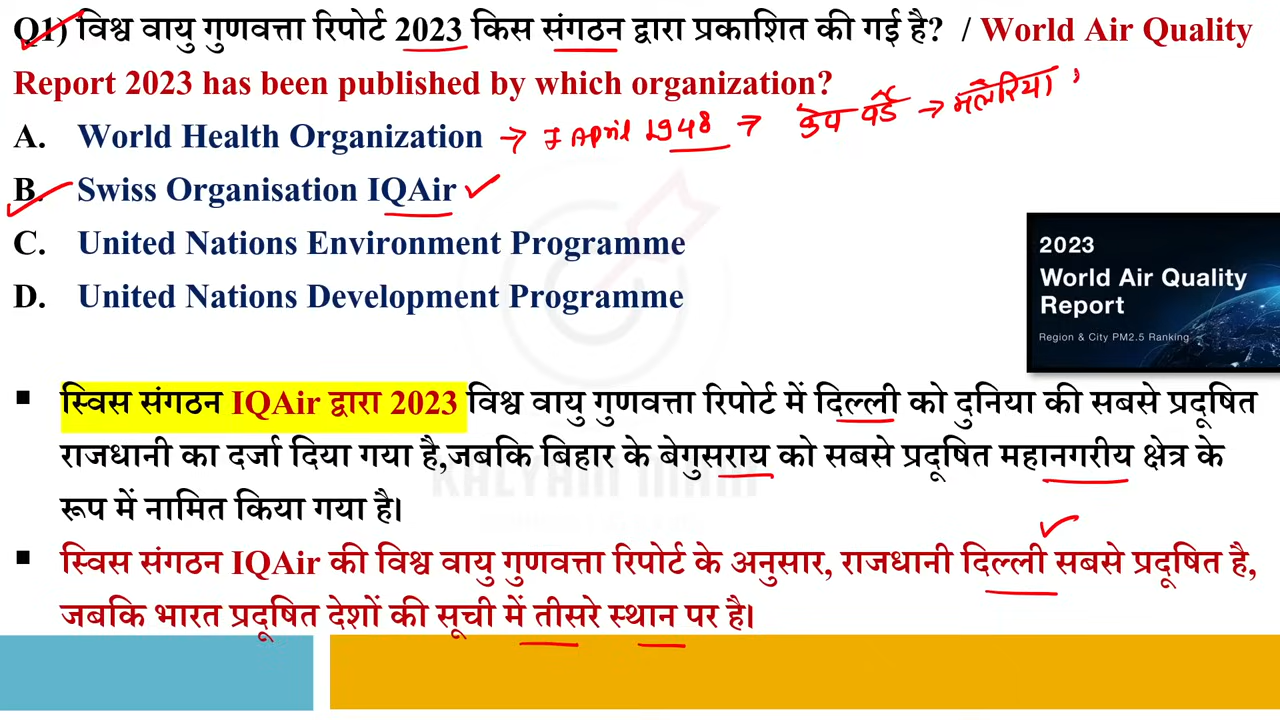 Q1) विश्व वायु गुणवत्ता रिपोर्ट 2023 किस संगठन द्वारा प्रकाशित की गई है? / World Air Quality
Report 2023 has been published by which organization?
A. World Health Organization → 7 April 1948 → केप वर्डे → मलेरिया
B. Swiss Organisation IQAir
C. United Nations Environment Programme
D. United Nations Development Programme
2023
World Air Quality
Report
Region & City PM2.5 Ranking
▪ स्विस संगठन IQAir द्वारा 2023 विश्व वायु गुणवत्ता रिपोर्ट में दिल्ली को दुनिया की सबसे प्रदूषित
राजधानी का दर्जा दिया गया है,जबकि बिहार के बेगुसराय को सबसे प्रदूषित महानगरीय क्षेत्र के
रूप में नामित किया गया है।
▪ स्विस संगठन IQAir की विश्व वायु गुणवत्ता रिपोर्ट के अनुसार, राजधानी दिल्ली सबसे प्रदूषित है,
जबकि भारत प्रदूषित देशों की सूची में तीसरे स्थान पर है।